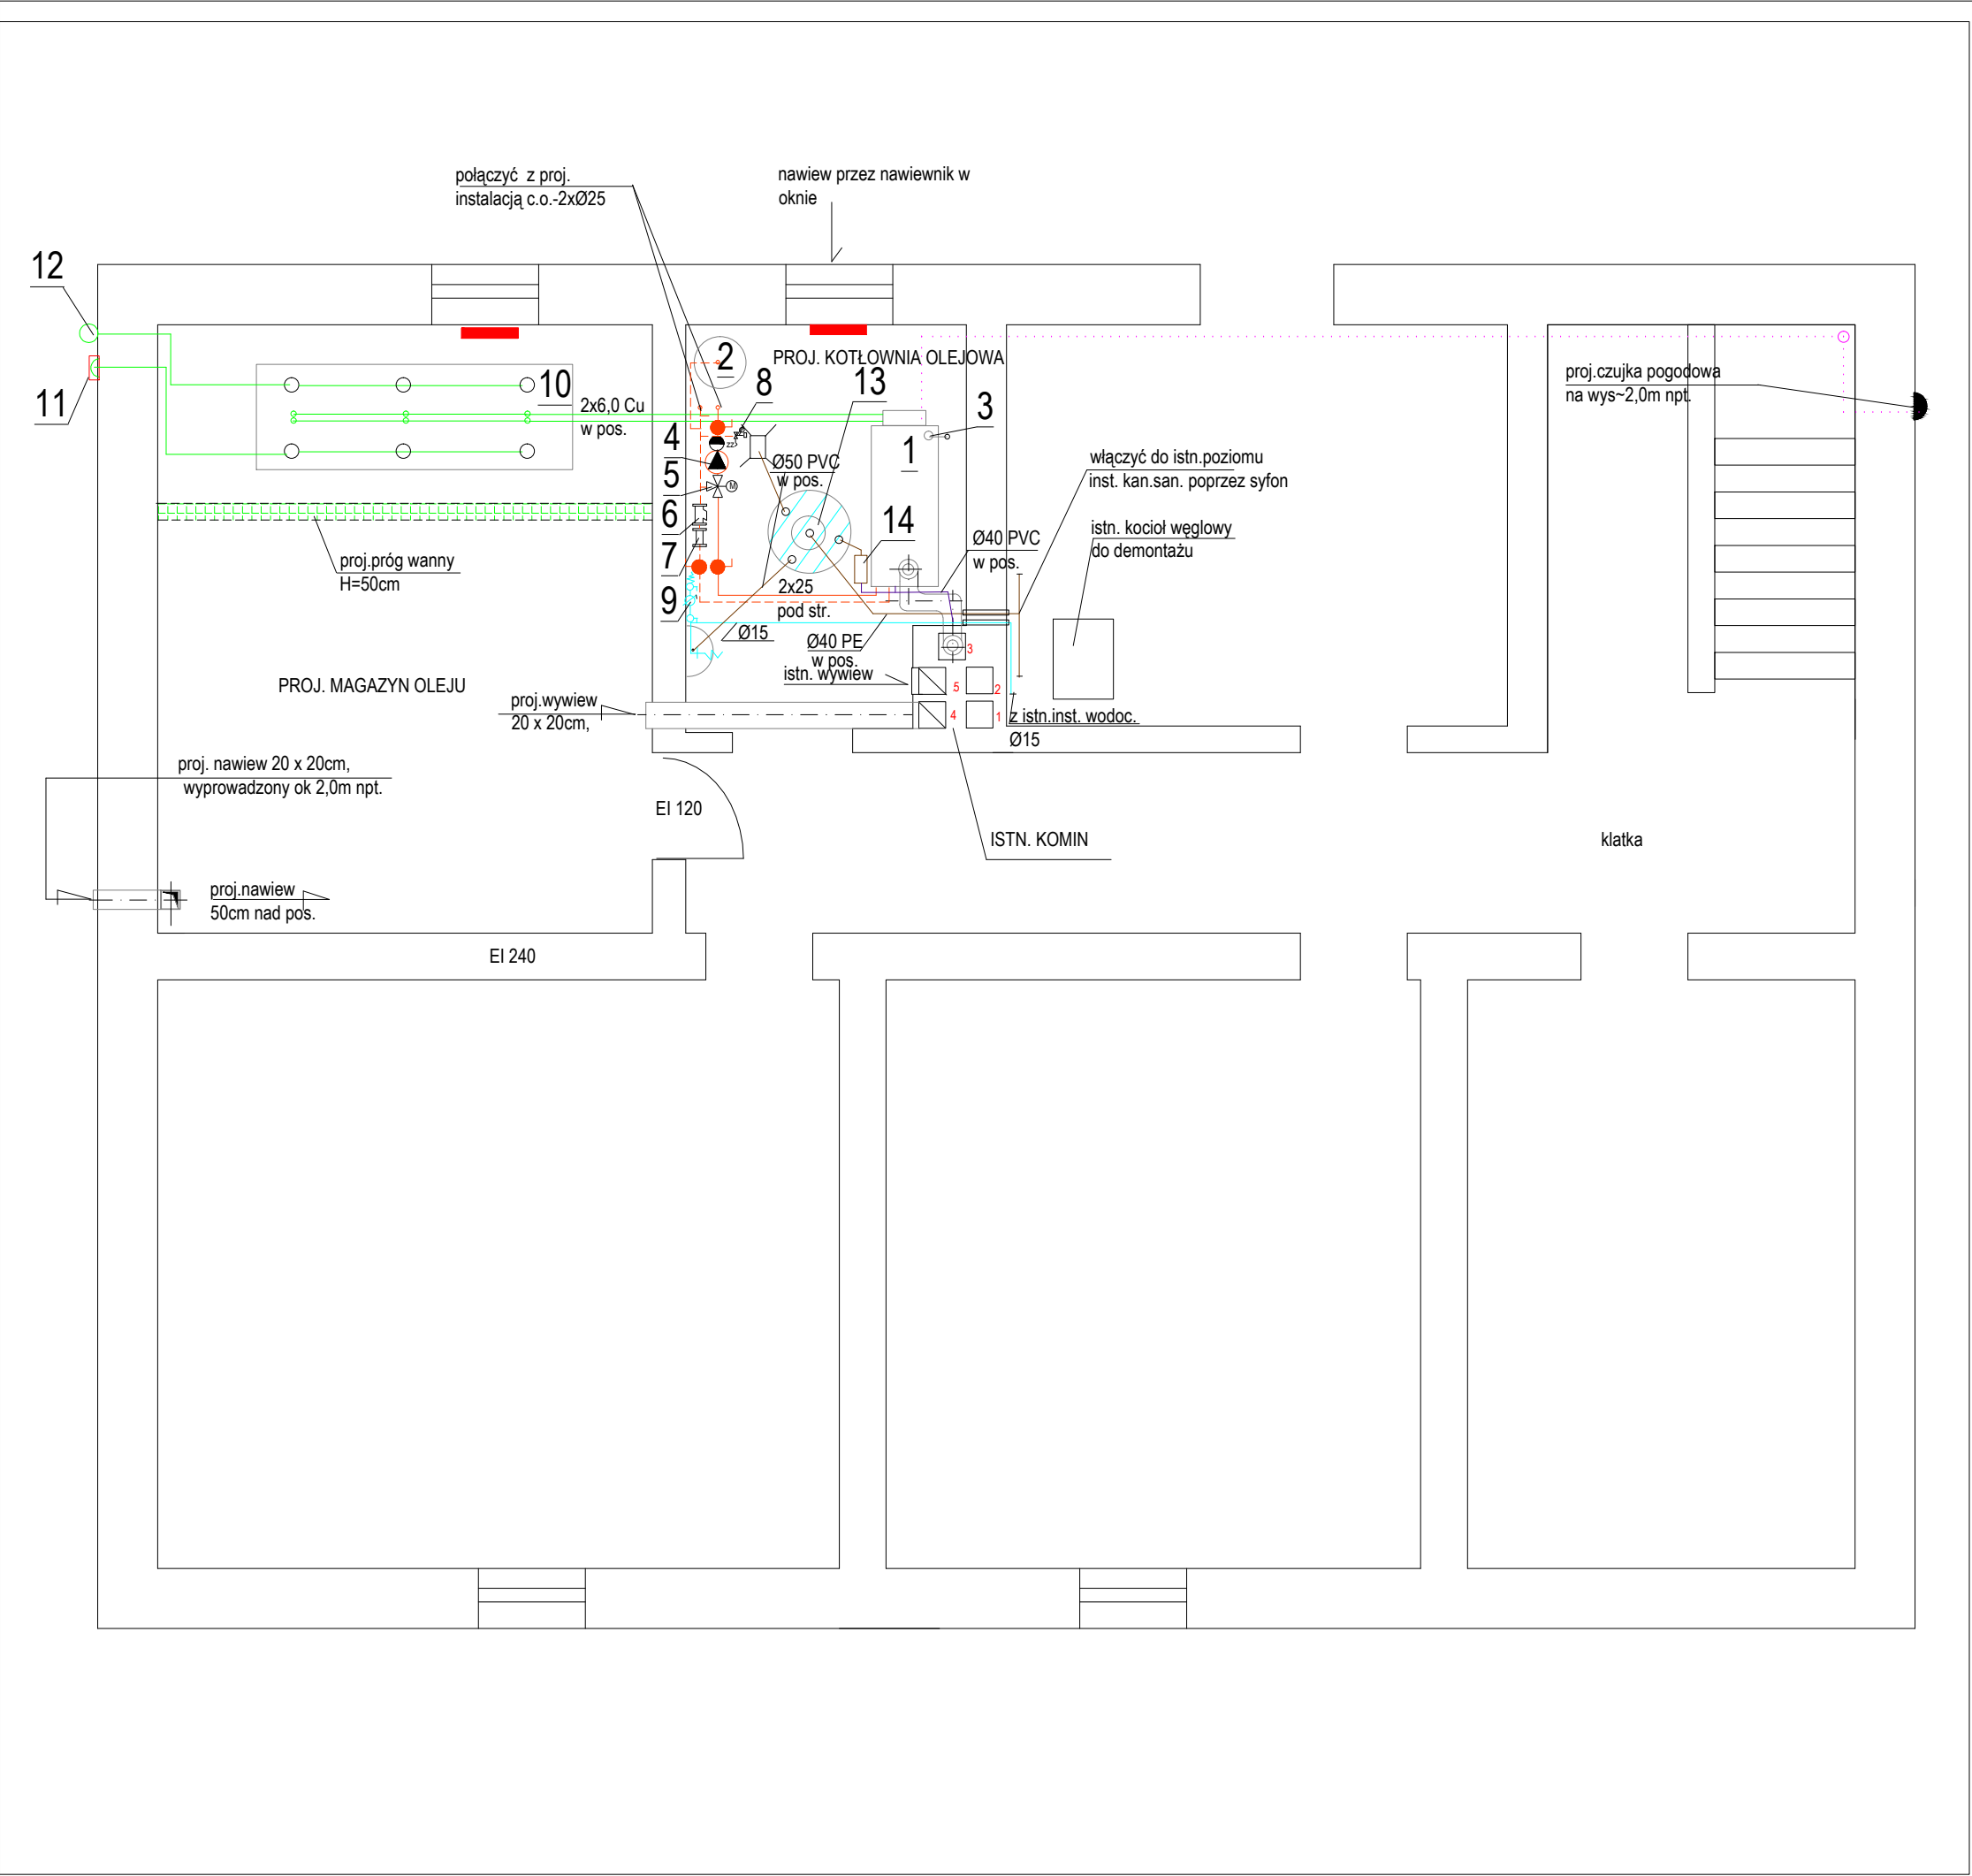 połączyć z proj.
instalacją c.o.-2xØ25
nawiew przez nawiewnik w
oknie
12
11
10
2x6,0 Cu
w pos.
2
PROJ. KOTŁOWNIA OLEJOWA
8
13
3
1
4
5
6
7
9
zz
M
Ø50 PVC
w pos.
14
Ø40 PVC
w pos.
2x25
pod str.
Ø15
Ø40 PE
w pos.
istn. wywiew
włączyć do istn.poziomu
inst. kan.san. poprzez syfon
istn. kocioł węglowy
do demontażu
proj.czujka pogodowa
na wys~2,0m npt.
proj.próg wanny
H=50cm
PROJ. MAGAZYN OLEJU
proj.wywiew
20 x 20cm,
3
5
2
4
1
z istn.inst. wodoc.
Ø15
proj. nawiew 20 x 20cm,
wyprowadzony ok 2,0m npt.
EI 120
ISTN. KOMIN
klatka
proj.nawiew
50cm nad pos.
EI 240